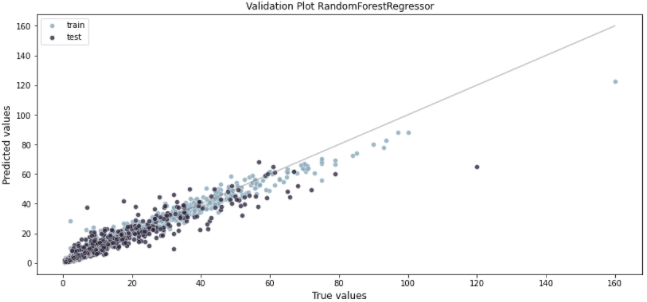 Validation Plot RandomForestRegressor
train
test
Predicted values
160
140
120
100
80
60
40
20
0
0 20 40 60 80 100 120 140 160
True values